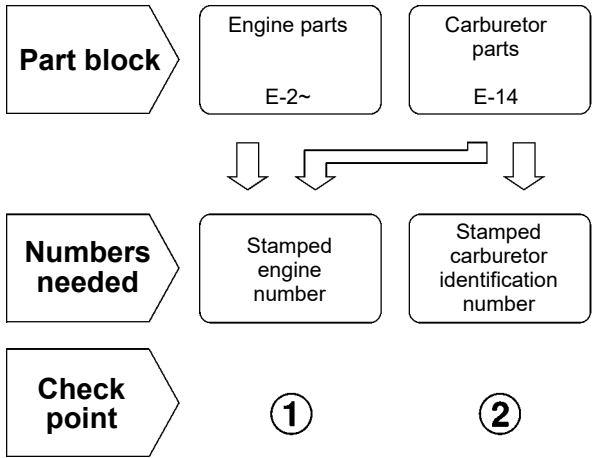 Part block
Engine parts
E-2~
Carburetor
parts
E-14
Numbers
needed
Stamped
engine
number
Stamped
carburetor
identification
number
Check
point
①
②